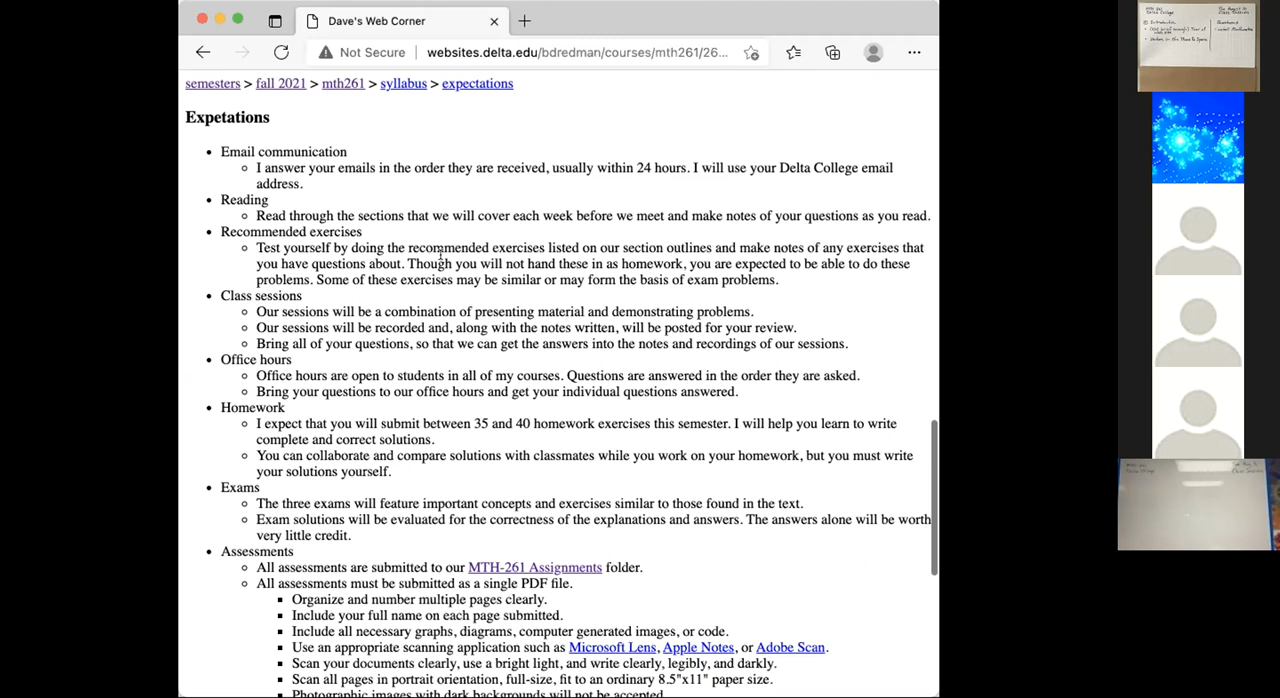 Dave's Web Corner
Not Secure
websites.delta.edu/bdredman/courses/mth261/26...
semesters > fall 2021 > mth261 > syllabus > expectations
Expetations
Email communication
I answer your emails in the order they are received, usually within 24 hours. I will use your Delta College email
address.
Reading
Read through the sections that we will cover each week before we meet and make notes of your questions as you read.
Recommended exercises
Test yourself by doing the recommended exercises listed on our section outlines and make notes of any exercises that
you have questions about. Though you will not hand these in as homework, you are expected to be able to do these
problems. Some of these exercises may be similar or may form the basis of exam problems.
Class sessions
Our sessions will be a combination of presenting material and demonstrating problems.
Our sessions will be recorded and, along with the notes written, will be posted for your review.
Bring all of your questions, so that we can get the answers into the notes and recordings of our sessions.
Office hours
Office hours are open to students in all of my courses. Questions are answered in the order they are asked.
Bring your questions to our office hours and get your individual questions answered.
Homework
I expect that you will submit between 35 and 40 homework exercises this semester. I will help you learn to write
complete and correct solutions.
You can collaborate and compare solutions with classmates while you work on your homework, but you must write
your solutions yourself.
Exams
The three exams will feature important concepts and exercises similar to those found in the text.
Exam solutions will be evaluated for the correctness of the explanations and answers. The answers alone will be worth
very little credit.
Assessments
All assessments are submitted to our MTH-261 Assignments folder.
All assessments must be submitted as a single PDF file.
Organize and number multiple pages clearly.
Include your full name on each page submitted.
Include all necessary graphs, diagrams, computer generated images, or code.
Use an appropriate scanning application such as Microsoft Lens, Apple Notes, or Adobe Scan.
Scan your documents clearly, use a bright light, and write clearly, legibly, and darkly.
Scan all pages in portrait orientation, full-size, fit to an ordinary 8.5"x11" paper size.
Photographic images with dark backgrounds will not be accepted.
Delta College
Questions